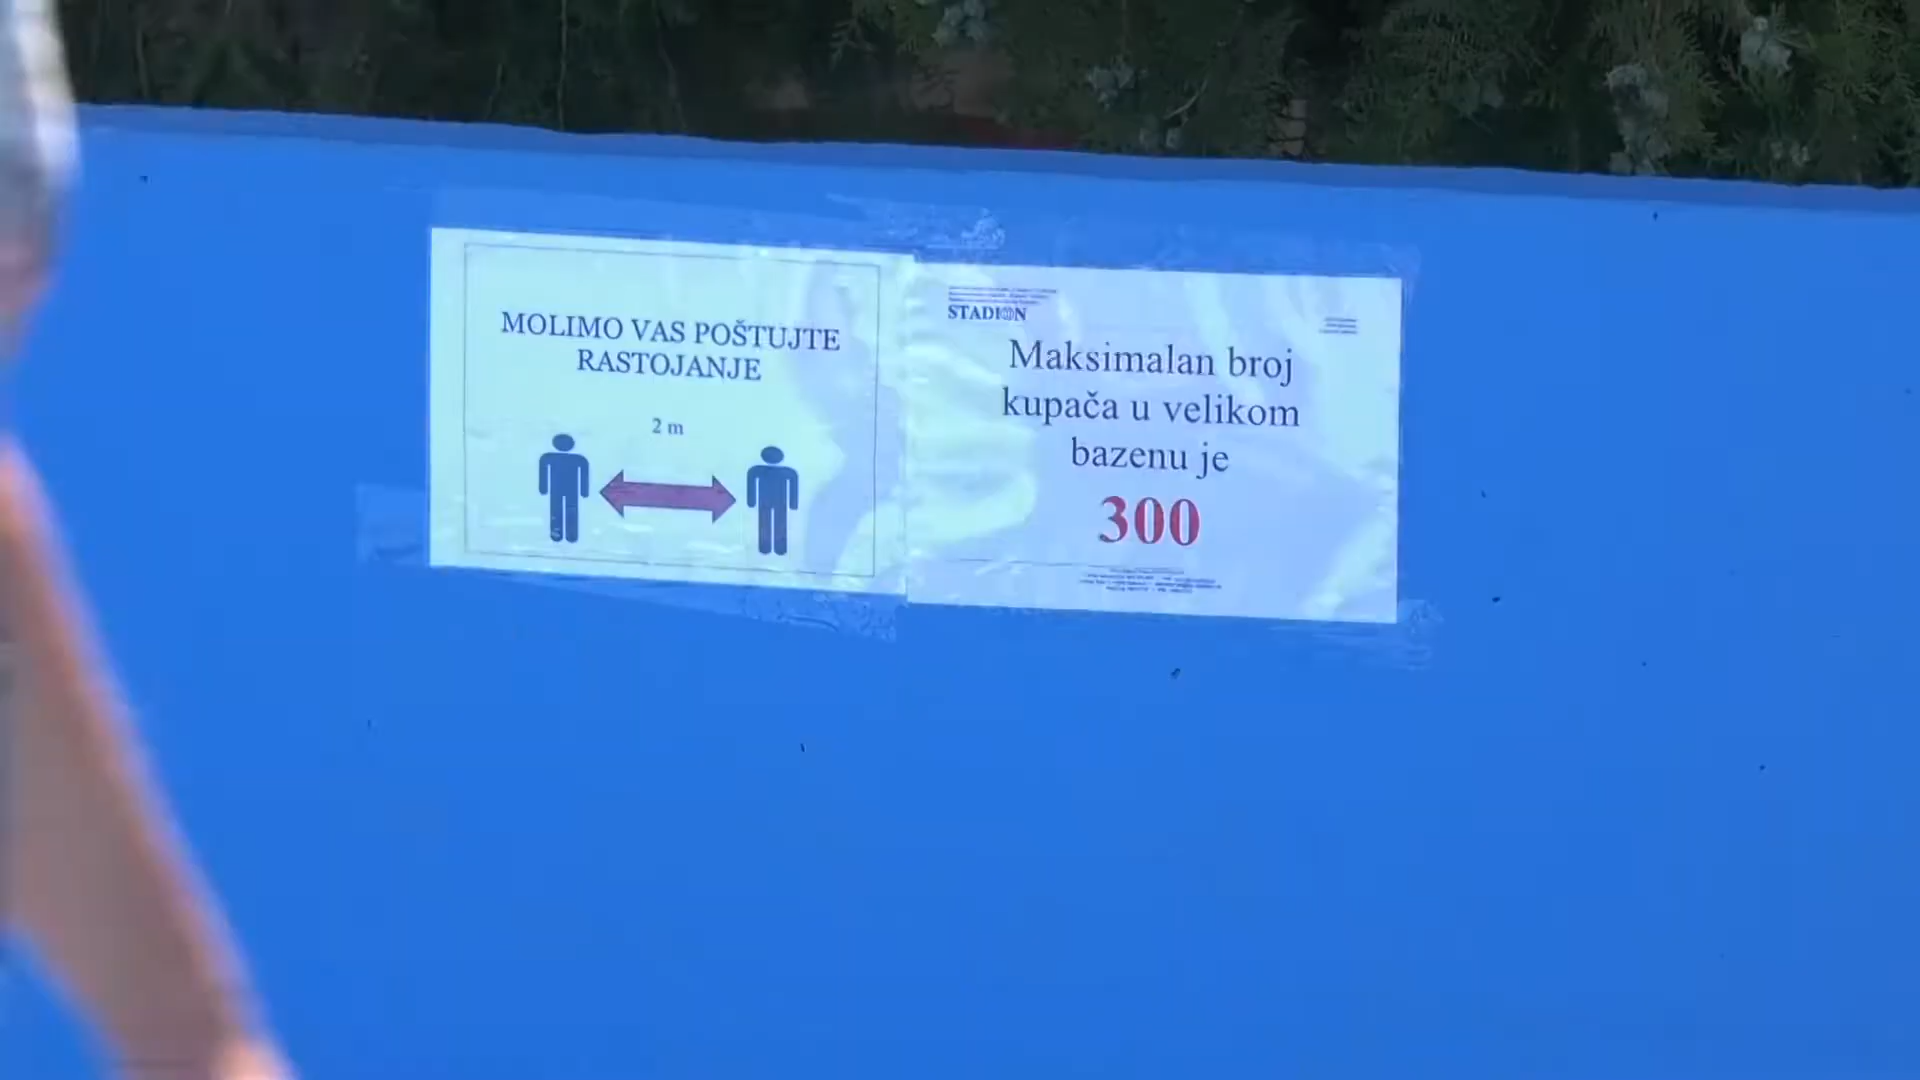 MOLIMO VAS POŠTUJTE
RASTOJANJE
2 m
STADION
Maksimalan broj
kupača u velikom
bazenu je
300